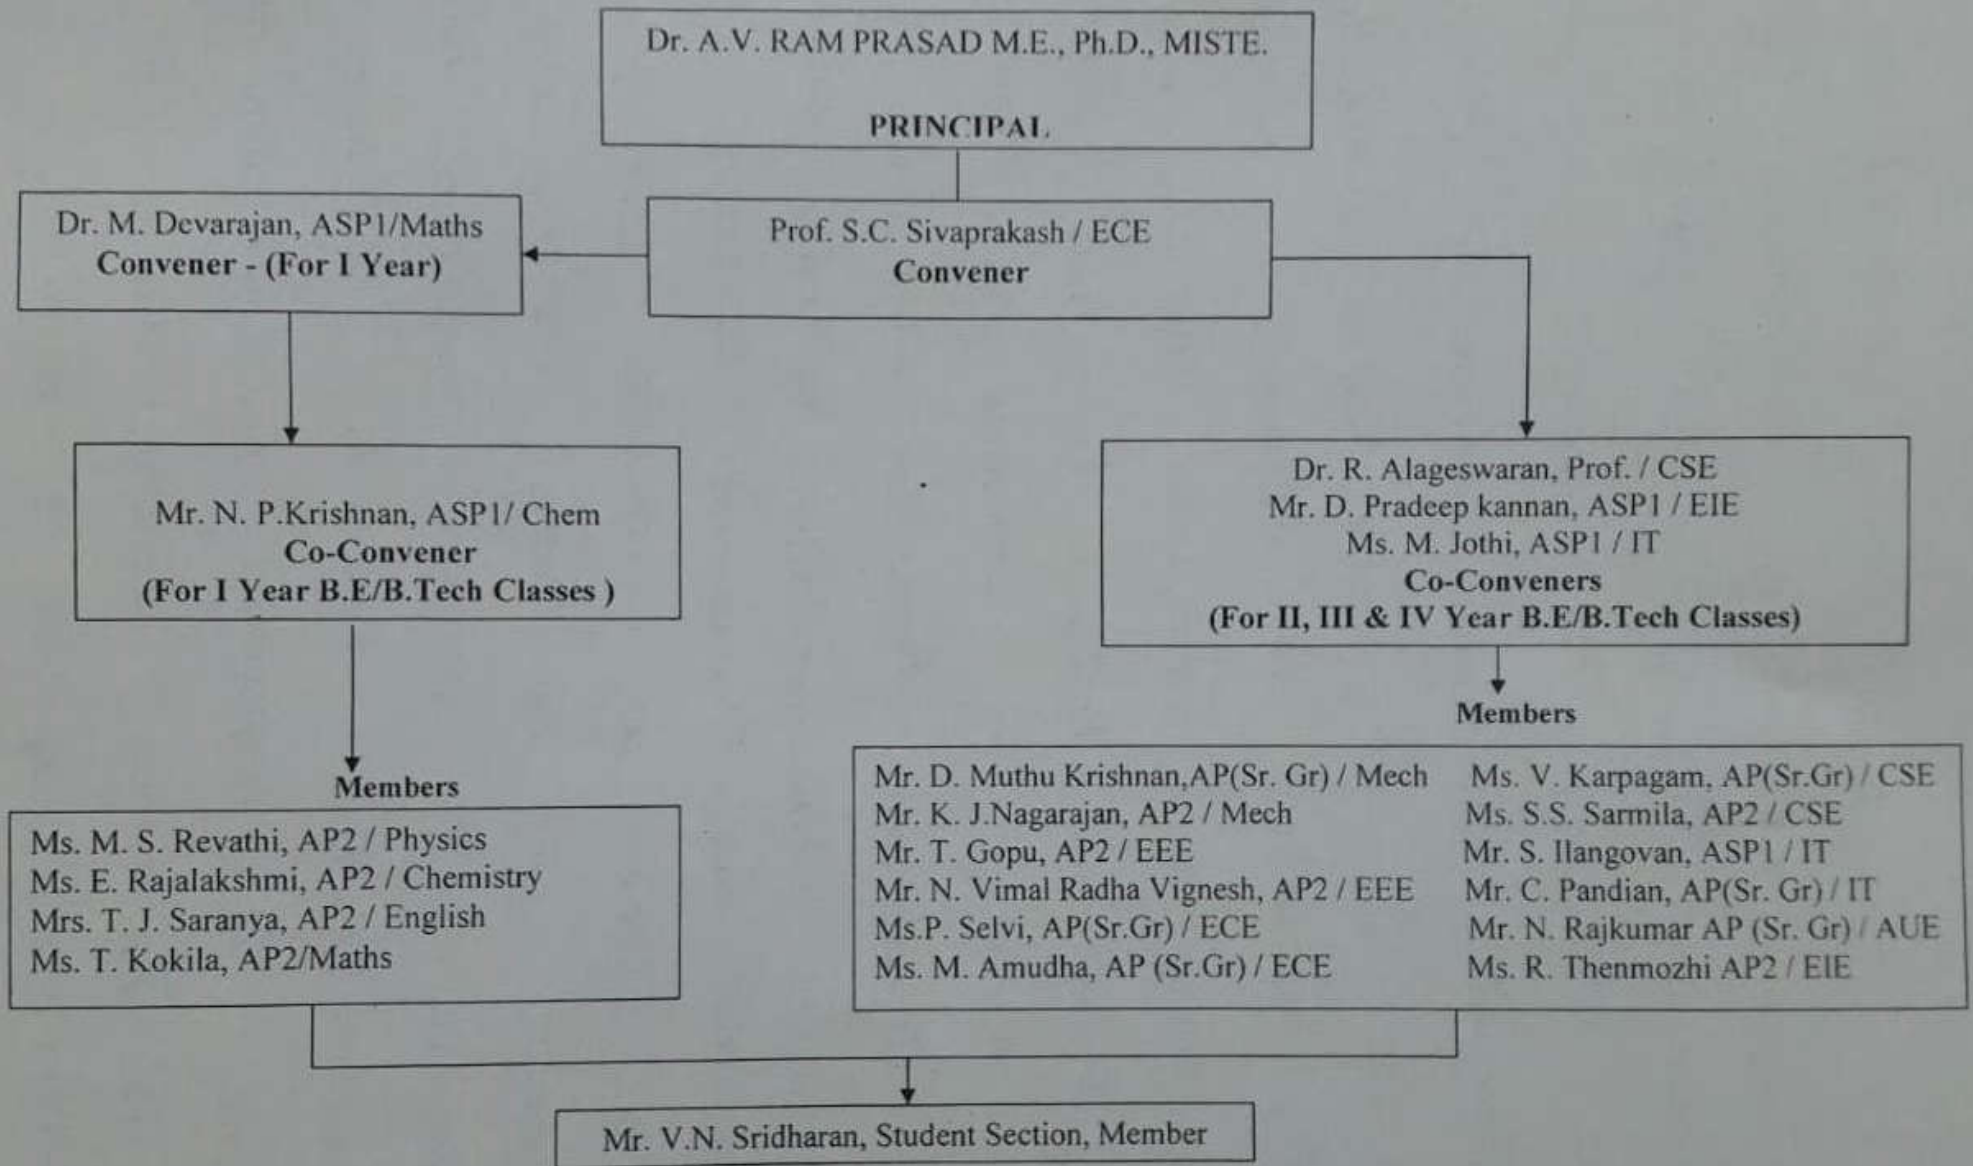 Dr. A.V. RAM PRASAD M.E., Ph.D., MISTE.
PRINCIPAL
Dr. M. Devarajan, ASP1/Maths
Convener - (For I Year)
Prof. S.C. Sivaprakash / ECE
Convener
Mr. N. P.Krishnan, ASP1/ Chem
Co-Convener
(For I Year B.E/B.Tech Classes )
Dr. R. Alageswaran, Prof. / CSE
Mr. D. Pradeep kannan, ASP1 / EIE
Ms. M. Jothi, ASP1 / IT
Co-Conveners
(For II, III & IV Year B.E/B.Tech Classes)
Members
Ms. M. S. Revathi, AP2 / Physics
Ms. E. Rajalakshmi, AP2 / Chemistry
Mrs. T. J. Saranya, AP2 / English
Ms. T. Kokila, AP2/Maths
Members
Mr. D. Muthu Krishnan,AP(Sr. Gr) / Mech
Mr. K. J.Nagarajan, AP2 / Mech
Mr. T. Gopu, AP2 / EEE
Mr. N. Vimal Radha Vignesh, AP2 / EEE
Ms.P. Selvi, AP(Sr.Gr) / ECE
Ms. M. Amudha, AP (Sr.Gr) / ECE
Ms. V. Karpagam, AP(Sr.Gr) / CSE
Ms. S.S. Sarmila, AP2 / CSE
Mr. S. Ilangovan, ASP1 / IT
Mr. C. Pandian, AP(Sr. Gr) / IT
Mr. N. Rajkumar AP (Sr. Gr) / AUE
Ms. R. Thenmozhi AP2 / EIE
Mr. V.N. Sridharan, Student Section, Member